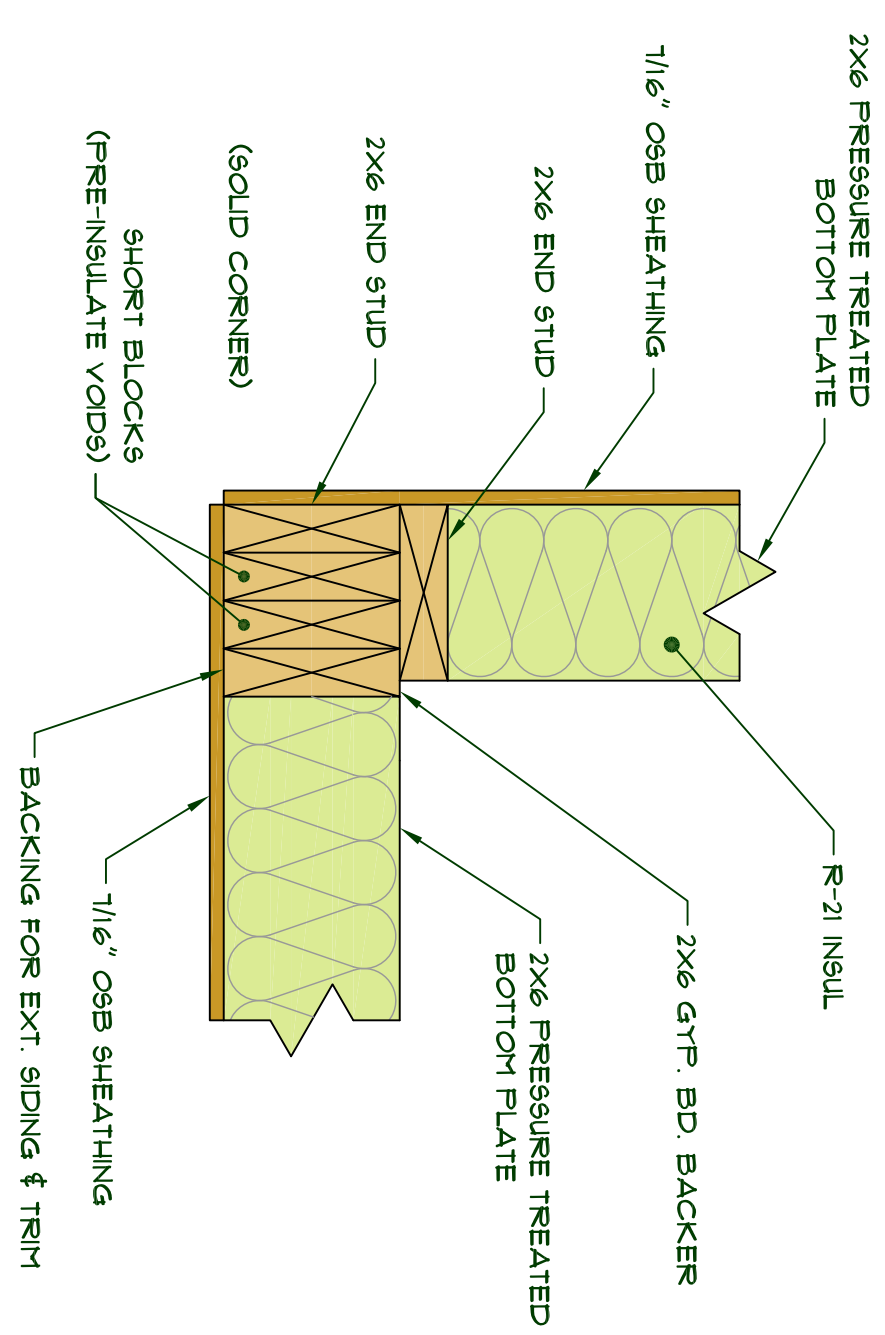 2X6 PRESSURE TREATED
BOTTOM PLATE
7/16" OSB SHEATHING
2X6 END STUD
2X6 END STUD
(SOLID CORNER)
SHORT BLOCKS
(PRE-INSULATE VOIDS)
R-21 INSUL
2X6 GYP. BD. BACKER
2X6 PRESSURE TREATED
BOTTOM PLATE
7/16" OSB SHEATHING
BACKING FOR EXT. SIDING & TRIM